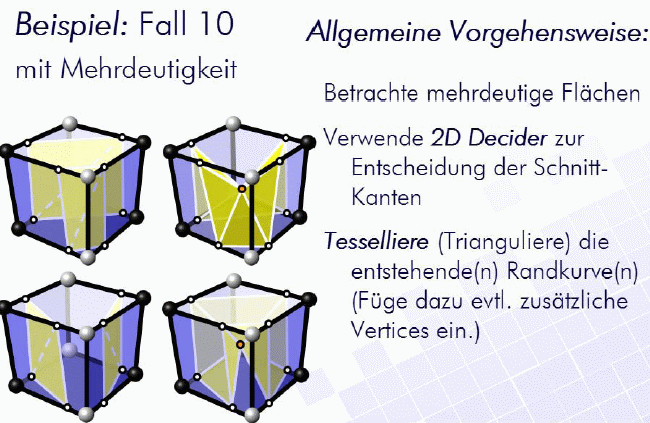 Beispiel: Fall 10
mit Mehrdeutigkeit
Allgemeine Vorgehensweise:
Betrachte mehrdeutige Flächen
Verwende 2D Decider zur
Entscheidung der Schnitt-
Kanten
Tesselliere (Trianguliere) die
entstehende(n) Randkurve(n)
(Füge dazu evtl. zusätzliche
Vertices ein.)